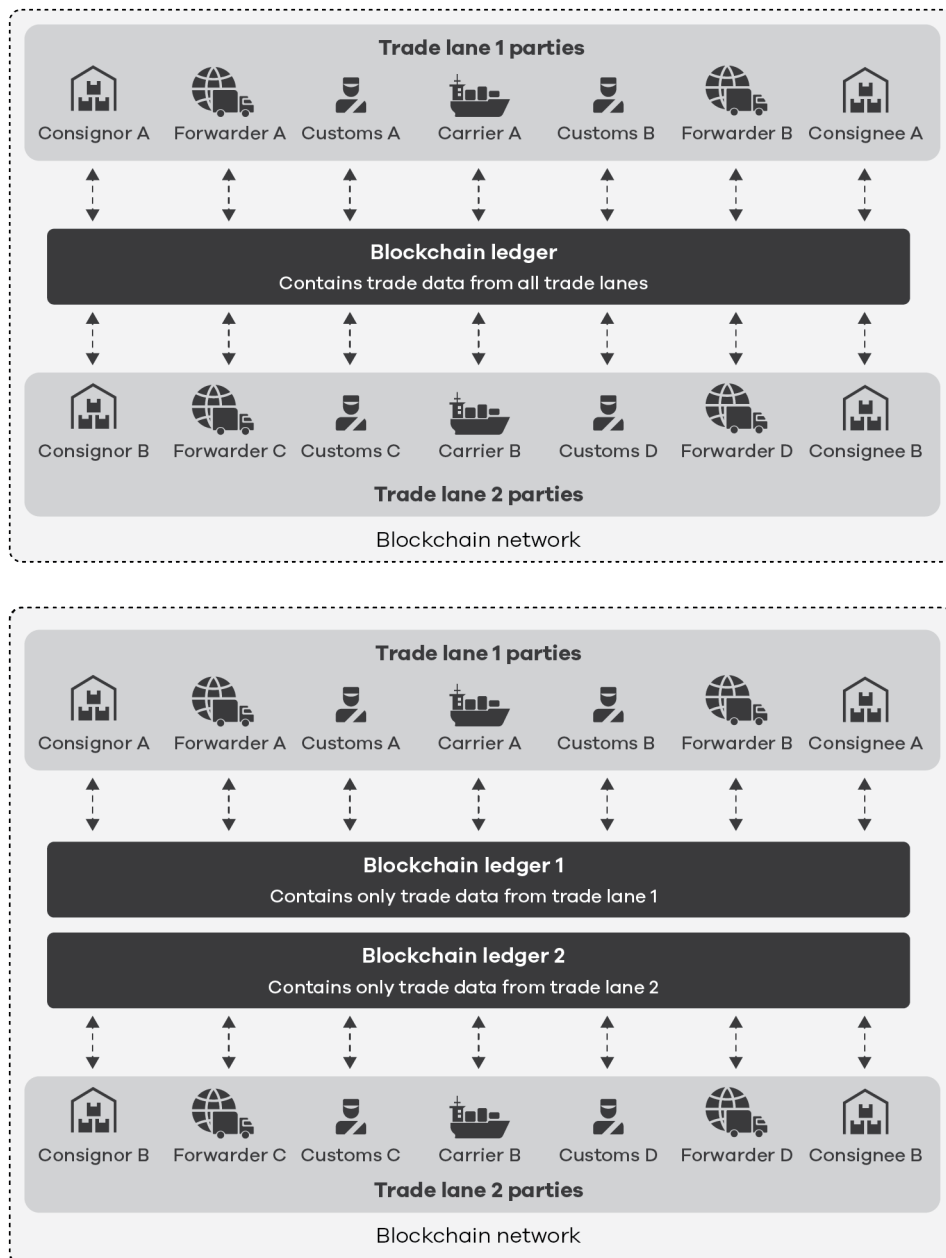 Trade lane 1 parties
Consignor A Forwarder A Customs A Carrier A Customs B Forwarder B Consignee A
Blockchain ledger
Contains trade data from all trade lanes
Consignor B Forwarder C Customs C Carrier B Customs D Forwarder D Consignee B
Trade lane 2 parties
Blockchain network
Trade lane 1 parties
Consignor A Forwarder A Customs A Carrier A Customs B Forwarder B Consignee A
Blockchain ledger 1
Contains only trade data from trade lane 1
Blockchain ledger 2
Contains only trade data from trade lane 2
Consignor B Forwarder C Customs C Carrier B Customs D Forwarder D Consignee B
Trade lane 2 parties
Blockchain network